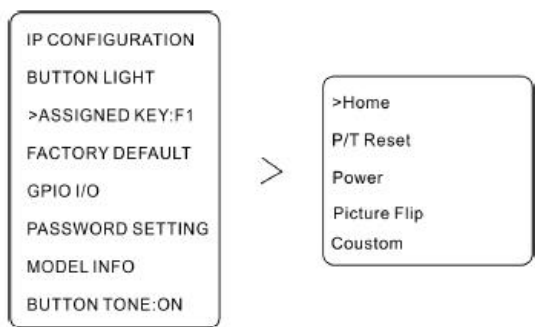 IP CONFIGURATION
BUTTON LIGHT
>ASSIGNED KEY:F1
FACTORY DEFAULT
GPIO I/O
PASSWORD SETTING
MODEL INFO
BUTTON TONE:ON
>
>Home
P/T Reset
Power
Picture Flip
Coustom